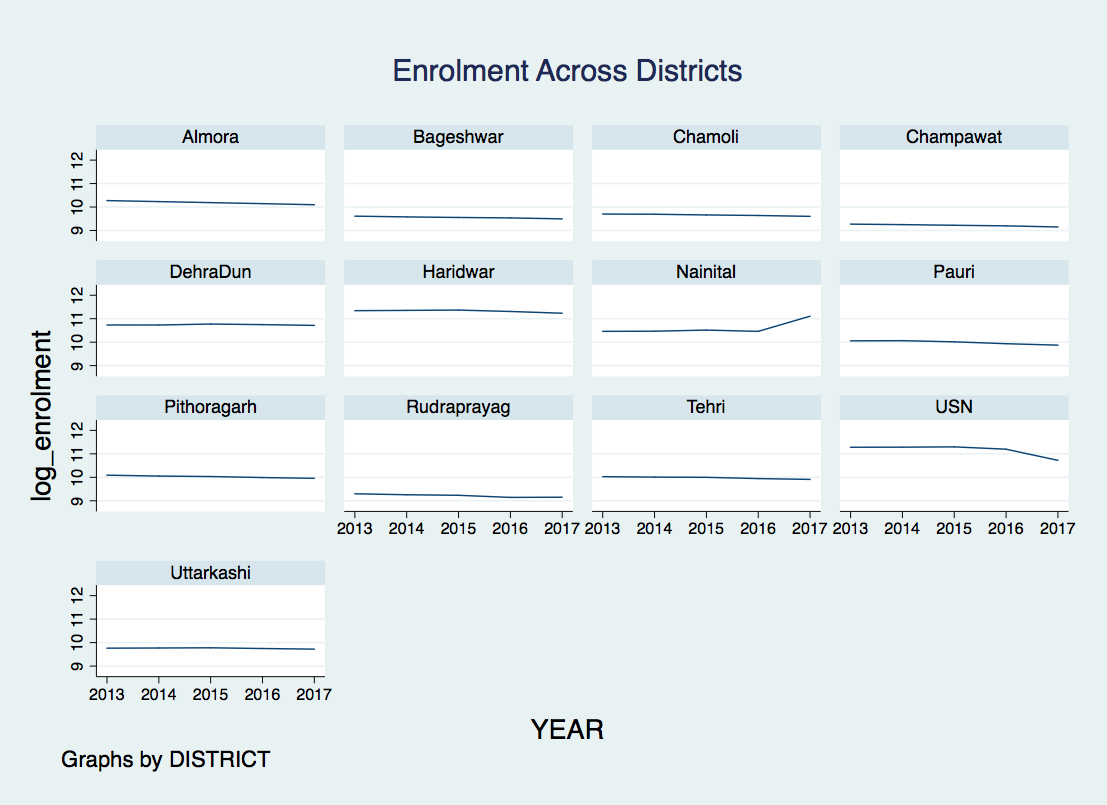 Enrolment Across Districts
Almora Bageshwar Chamoli Champawat
12
11
10
9
DehraDun Haridwar Nainital Pauri
12
11
10
9
Pithoragarh Rudraprayag Tehri USN
12
11
10
9
2013 2014 2015 2016 2017 2013 2014 2015 2016 2017 2013 2014 2015 2016 2017
Uttarkashi
12
11
10
9
2013 2014 2015 2016 2017
log_enrolment
YEAR
Graphs by DISTRICT